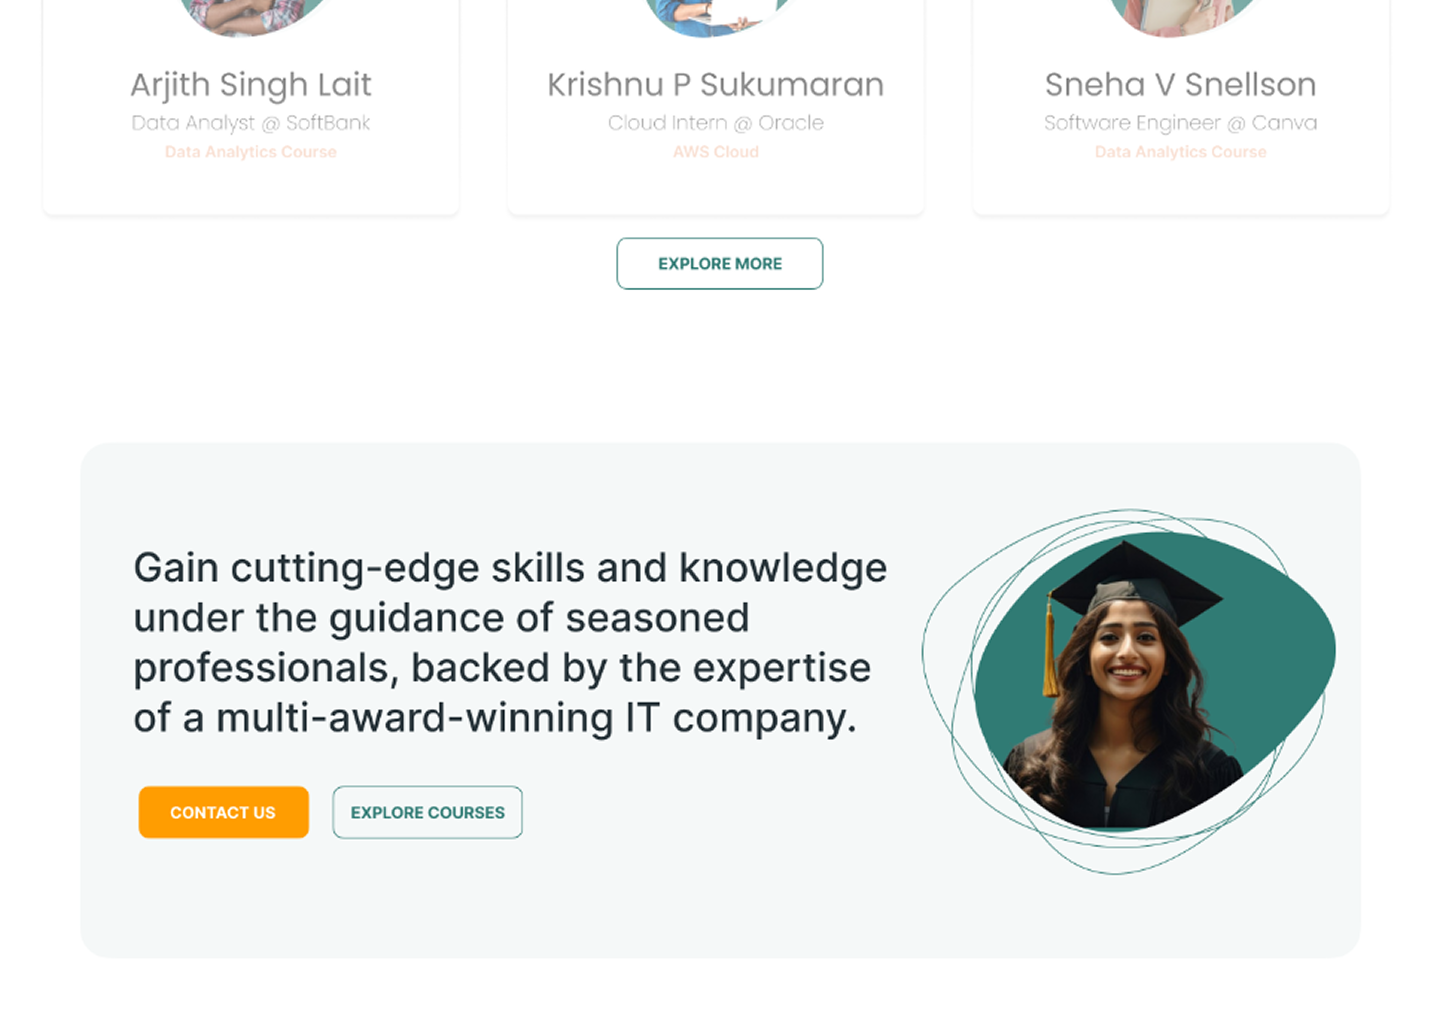 Arjith Singh Lait
Data Analyst @ SoftBank
Data Analytics Course
Krishnu P Sukumaran
Cloud Intern @ Oracle
AWS Cloud
Sneha V Snellson
Software Engineer @ Canva
Data Analytics Course
EXPLORE MORE
Gain cutting-edge skills and knowledge
under the guidance of seasoned
professionals, backed by the expertise
of a multi-award-winning IT company.
CONTACT US
EXPLORE COURSES